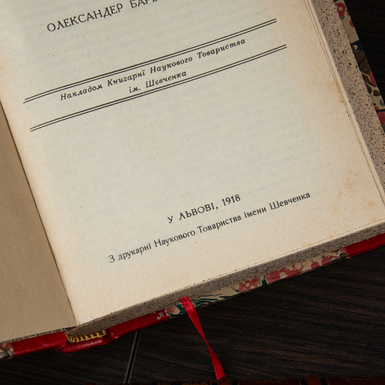 ОЛЕКСАНДЕР
Накладом Книгарні Наукового Товариства
ім. Шевченка
У ЛЬВОВІ, 1918
З друкарні Наукового Товариства імени Шевченка